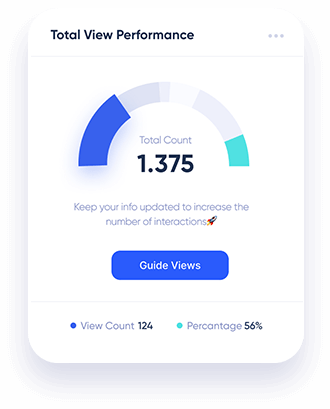 Total View Performance
Total Count
1.375
Keep your info updated to increase the
number of interactions🚀
Guide Views
View Count 124
Percantage 56%